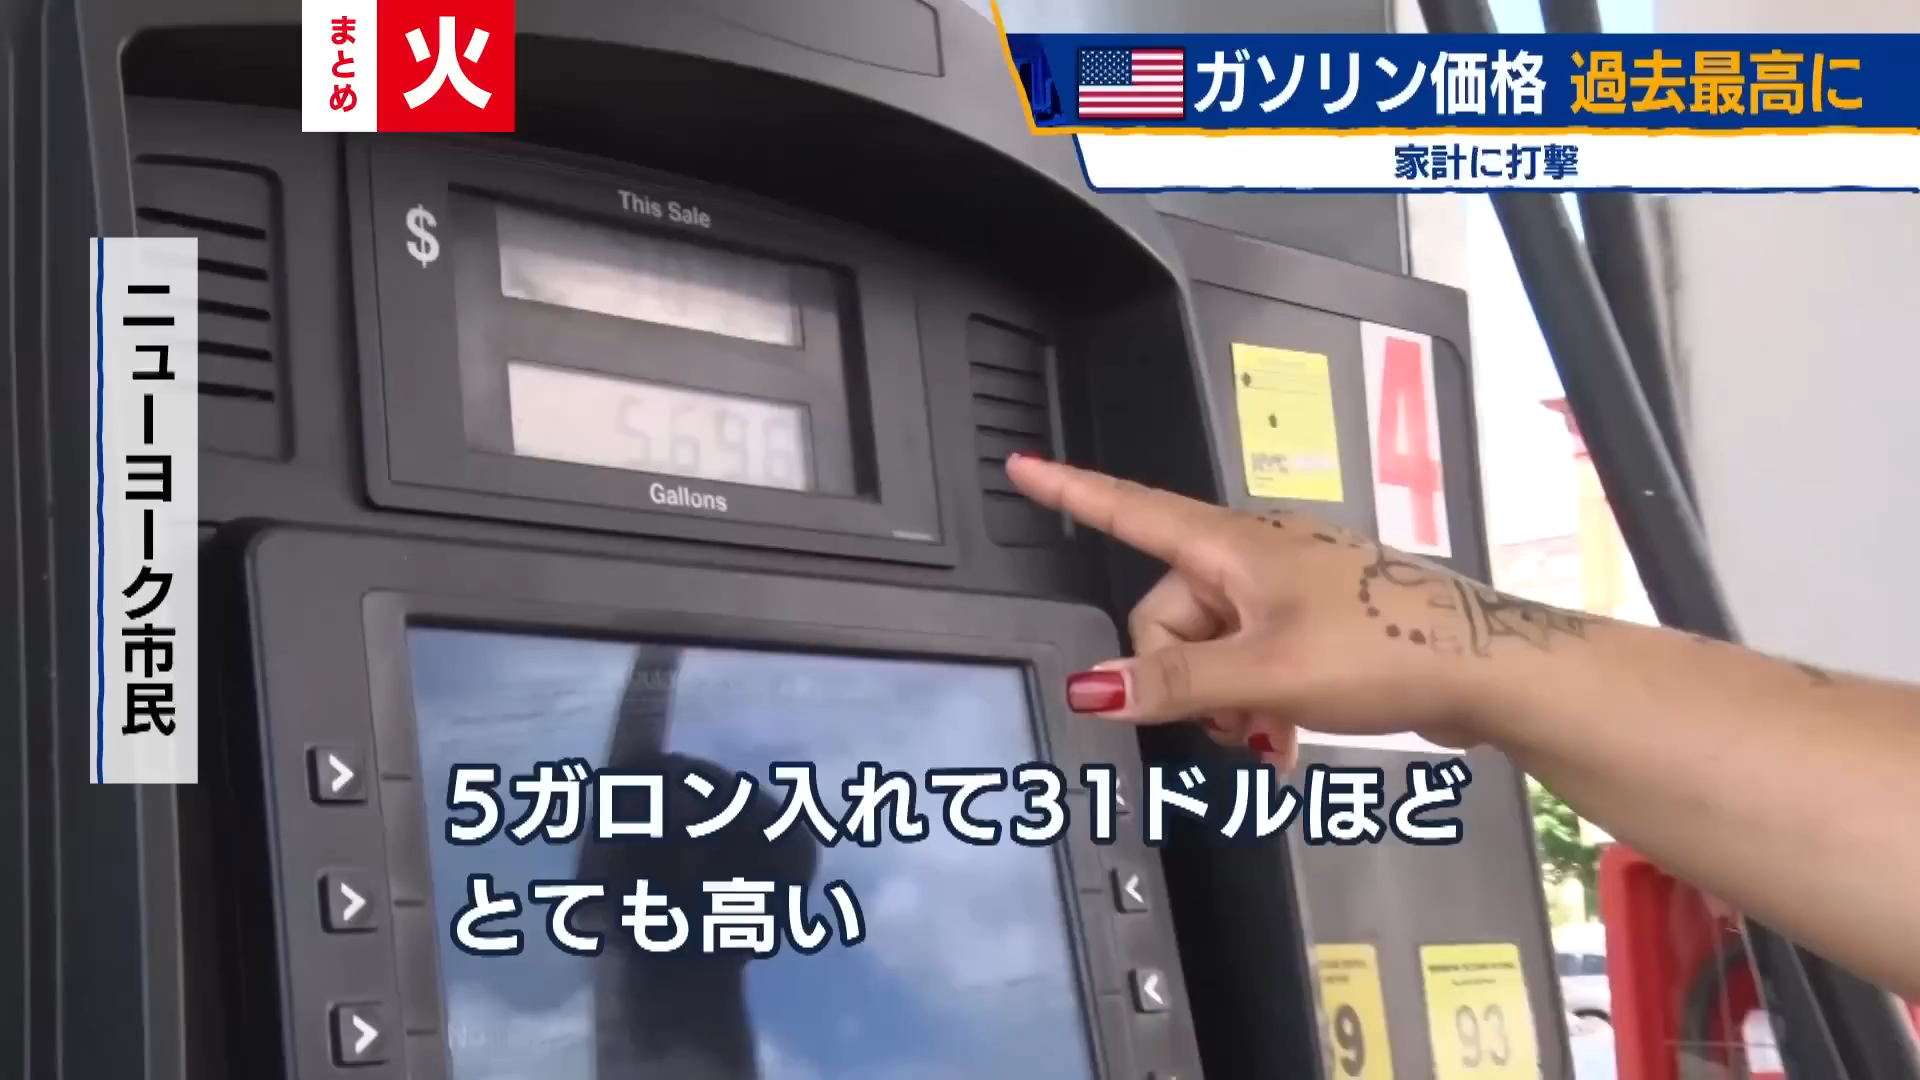 まとめ
火
ガソリン価格 過去最高に
家計に打撃
ニューヨーク市民
$
This Sale
5.696
Gallons
4
5ガロン入れて31ドルほど
とても高い
93